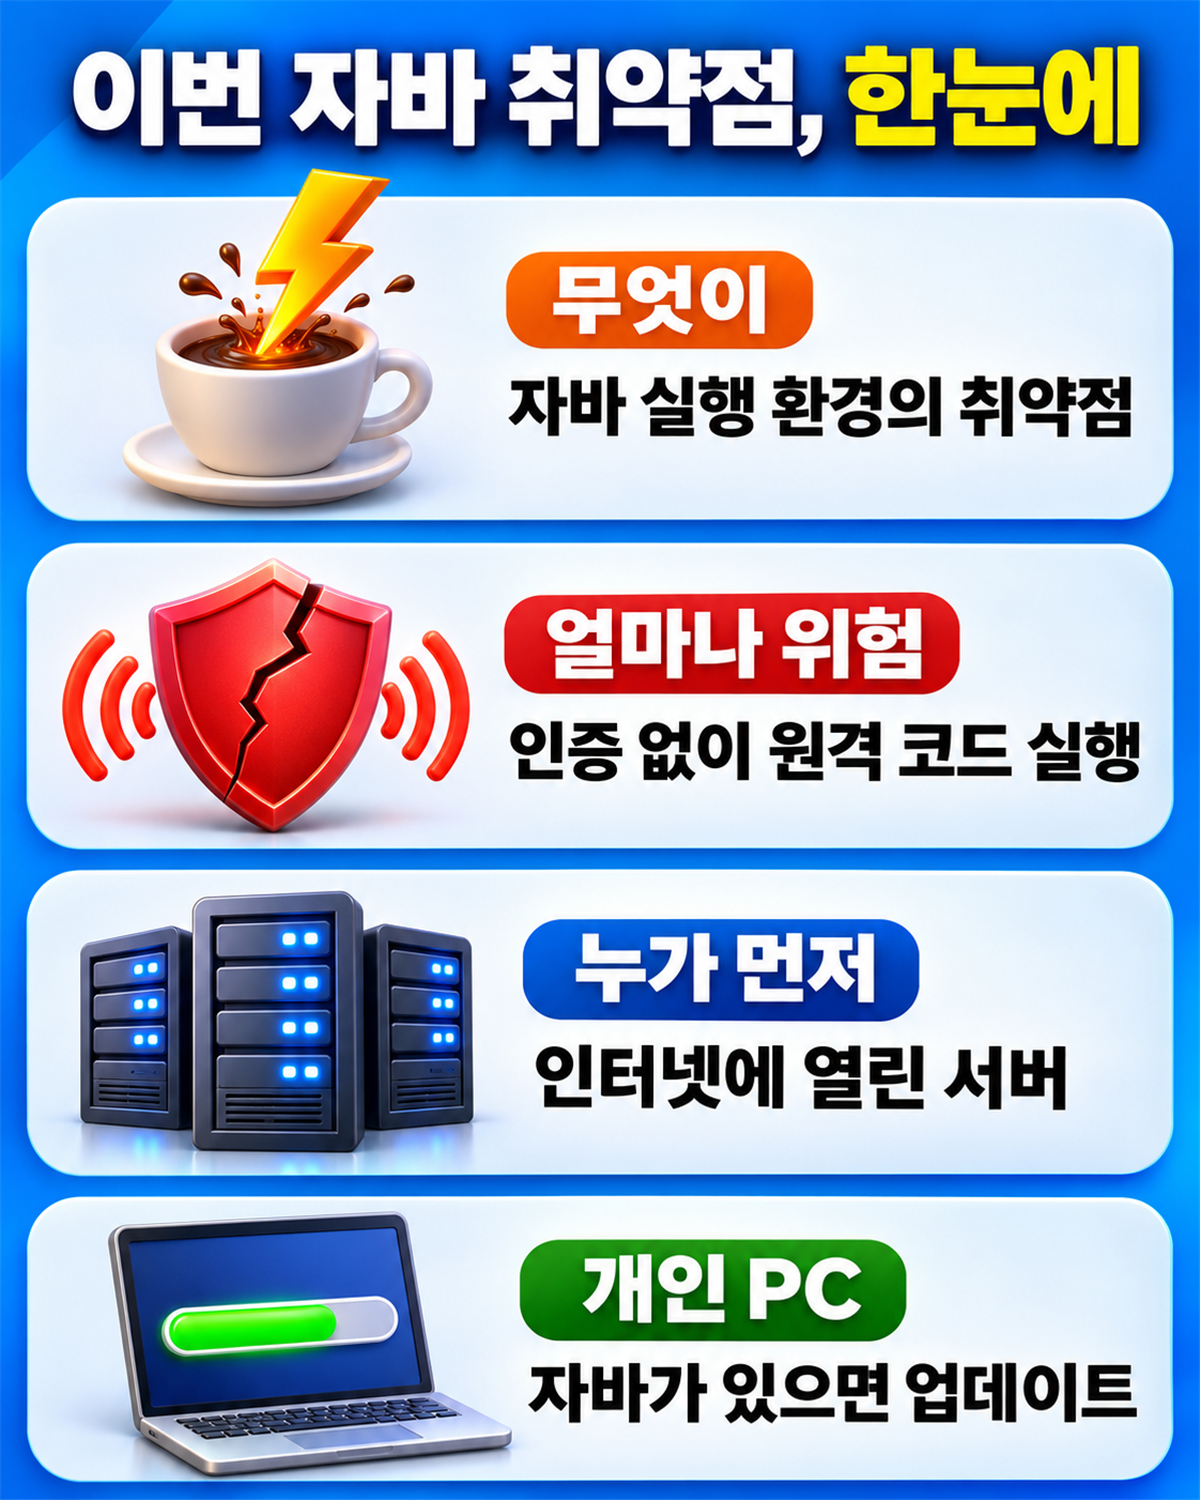 이번 자바 취약점, 한눈에
무엇이
자바 실행 환경의 취약점
얼마나 위험
인증 없이 원격 코드 실행
누가 먼저
인터넷에 열린 서버
개인 PC
자바가 있으면 업데이트